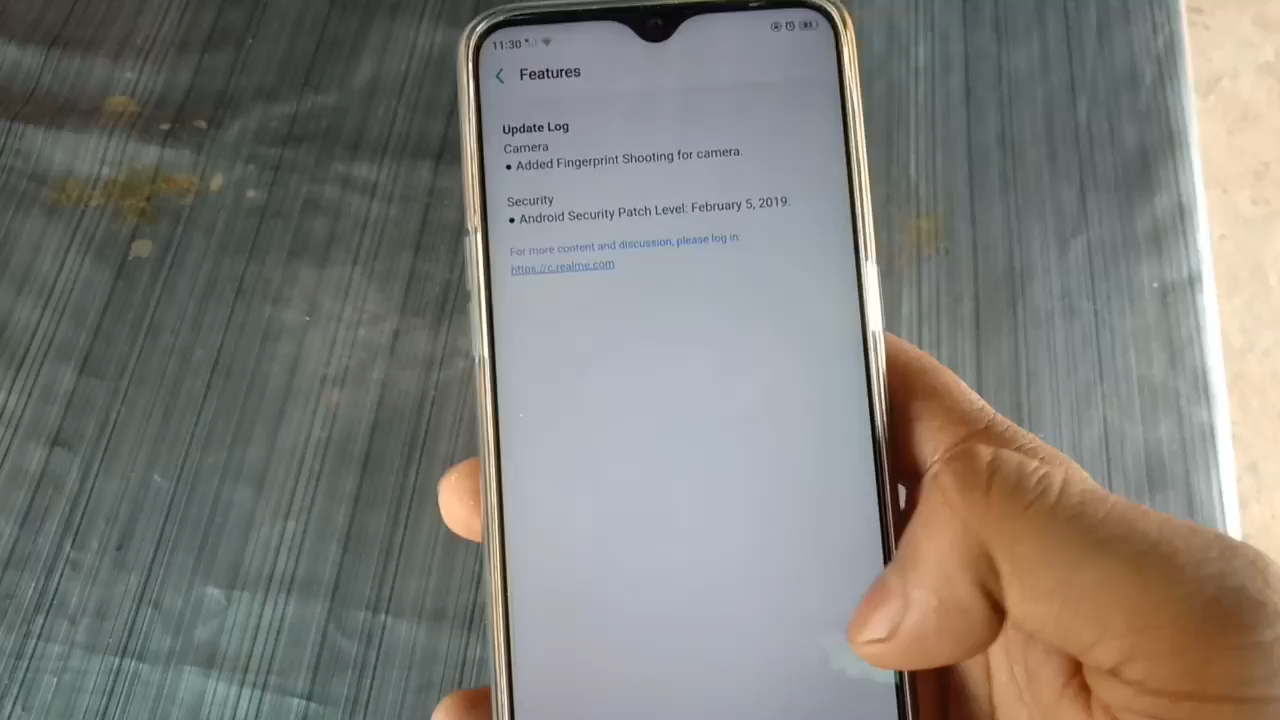 11:30
Features
Update Log
Camera
● Added Fingerprint Shooting for camera.
Security
● Android Security Patch Level: February 5, 2019.
For more content and discussion, please log in:
https://c.realme.com